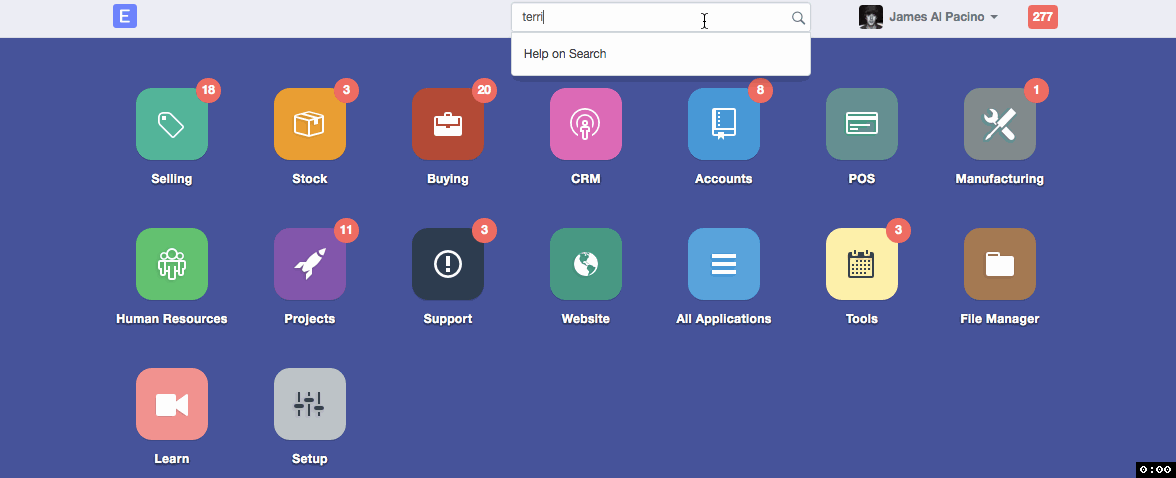 E
terri
James Al Pacino
277
Help on Search
18
3
20
8
1
Selling
Stock
Buying
CRM
Accounts
POS
Manufacturing
11
3
3
Human Resources
Projects
Support
Website
All Applications
Tools
File Manager
Learn
Setup
0:00